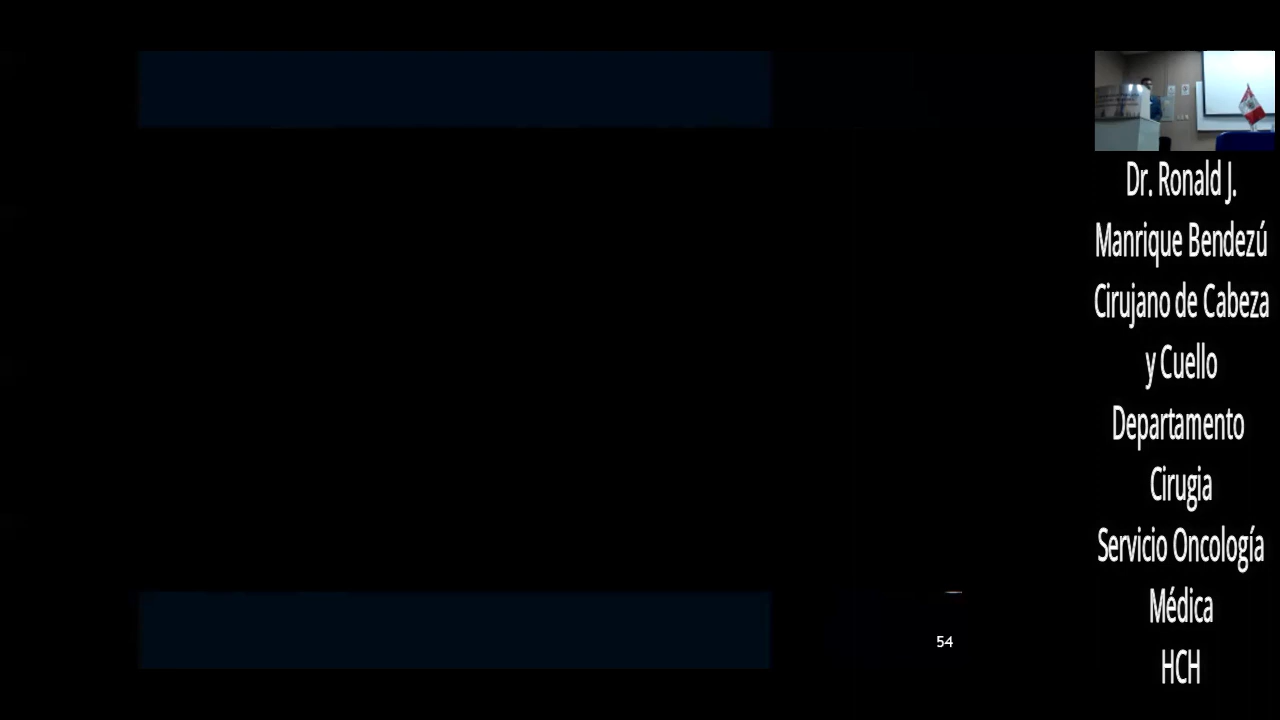 Dr. Ronald J.
Manrique Bendezú
Cirujano de Cabeza
y Cuello
Departamento
Cirugia
Servicio Oncología
Médica
HCH
54